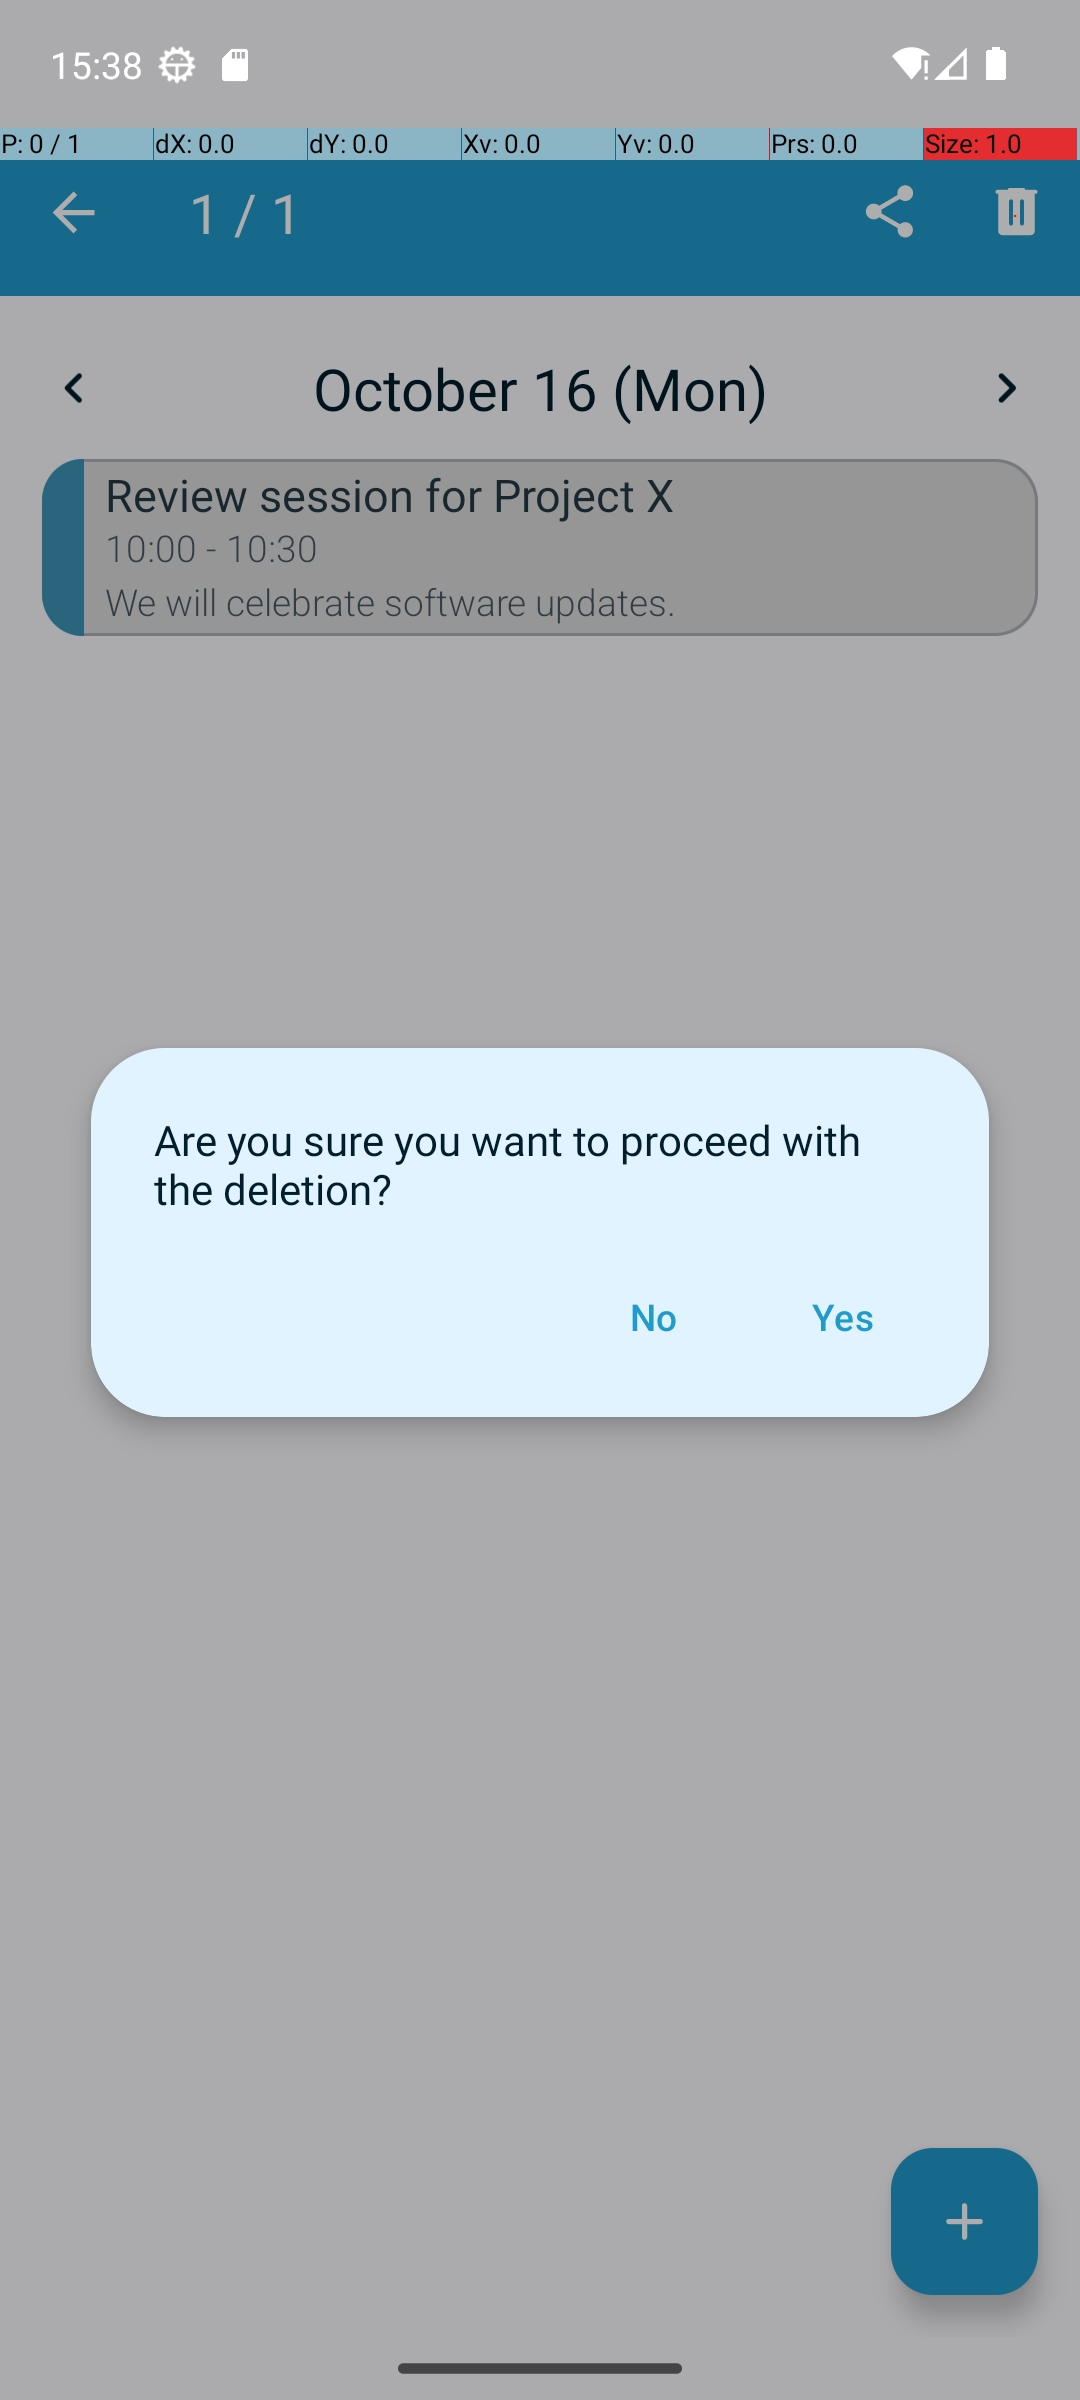 15:38
P: 0 / 1 dX: 0.0 dY: 0.0 Xv: 0.0 Yv: 0.0 Prs: 0.0 Size: 1.0
1 / 1
October 16 (Mon)
Review session for Project X
10:00 - 10:30
We will celebrate software updates.
Are you sure you want to proceed with
the deletion?
No Yes